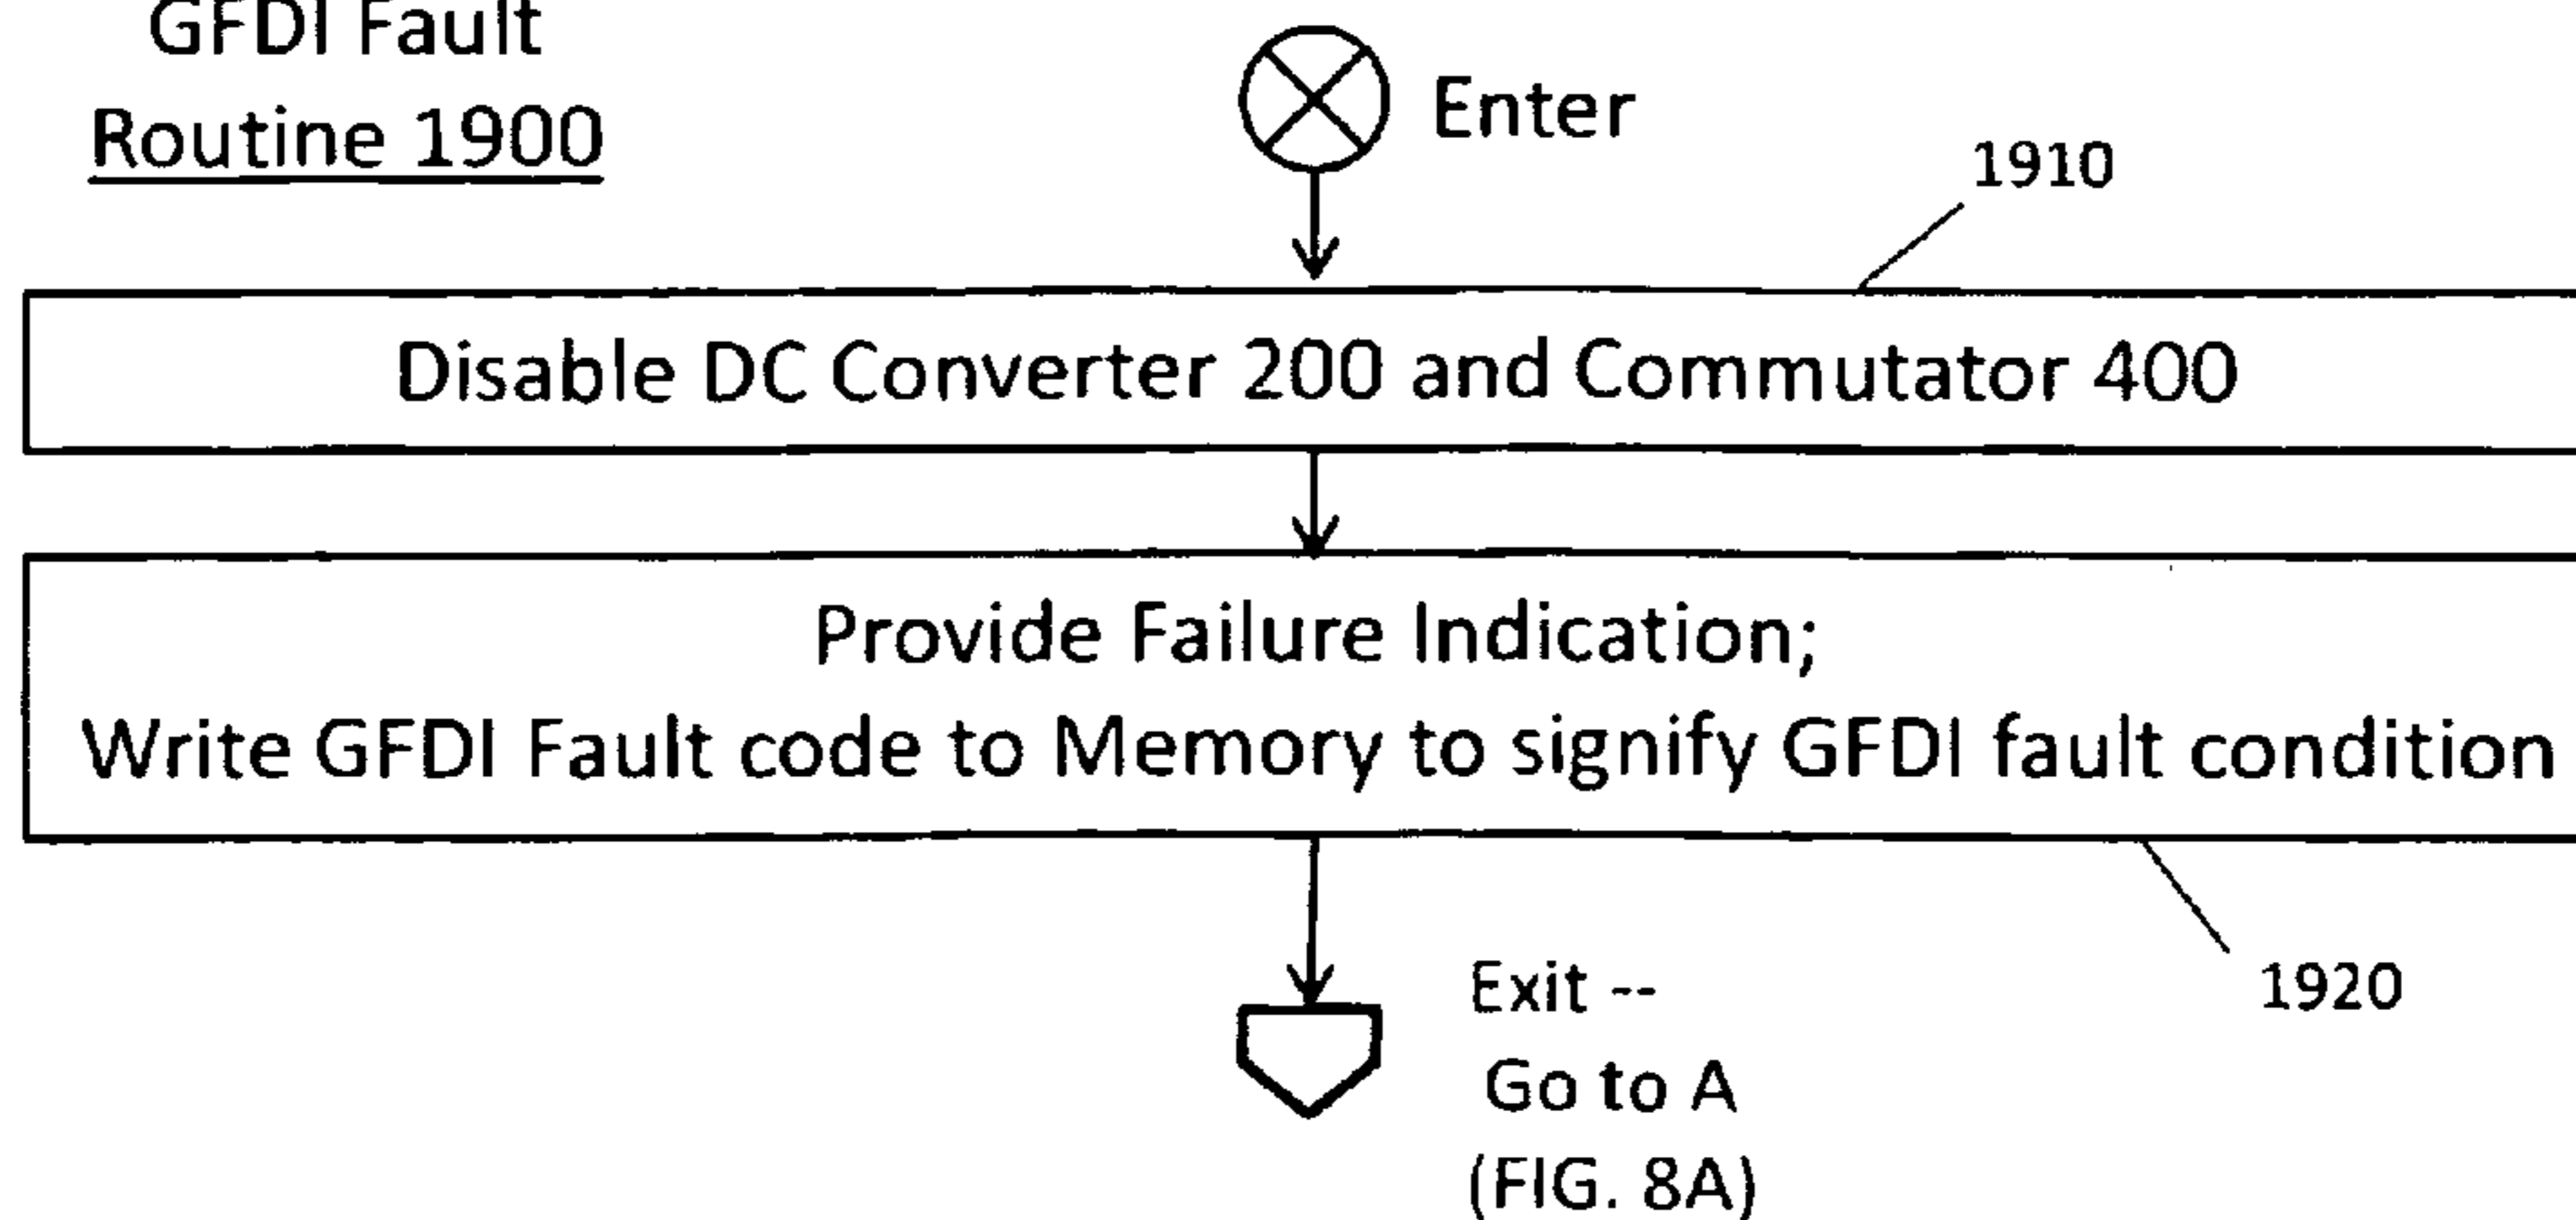 GFDI Fault
Routine 1900
Enter
1910
Disable DC Converter 200 and Commutator 400
Provide Failure Indication;
Write GFDI Fault code to Memory to signify GFDI fault condition
1920
Exit --
Go to A
(FIG. 8A)